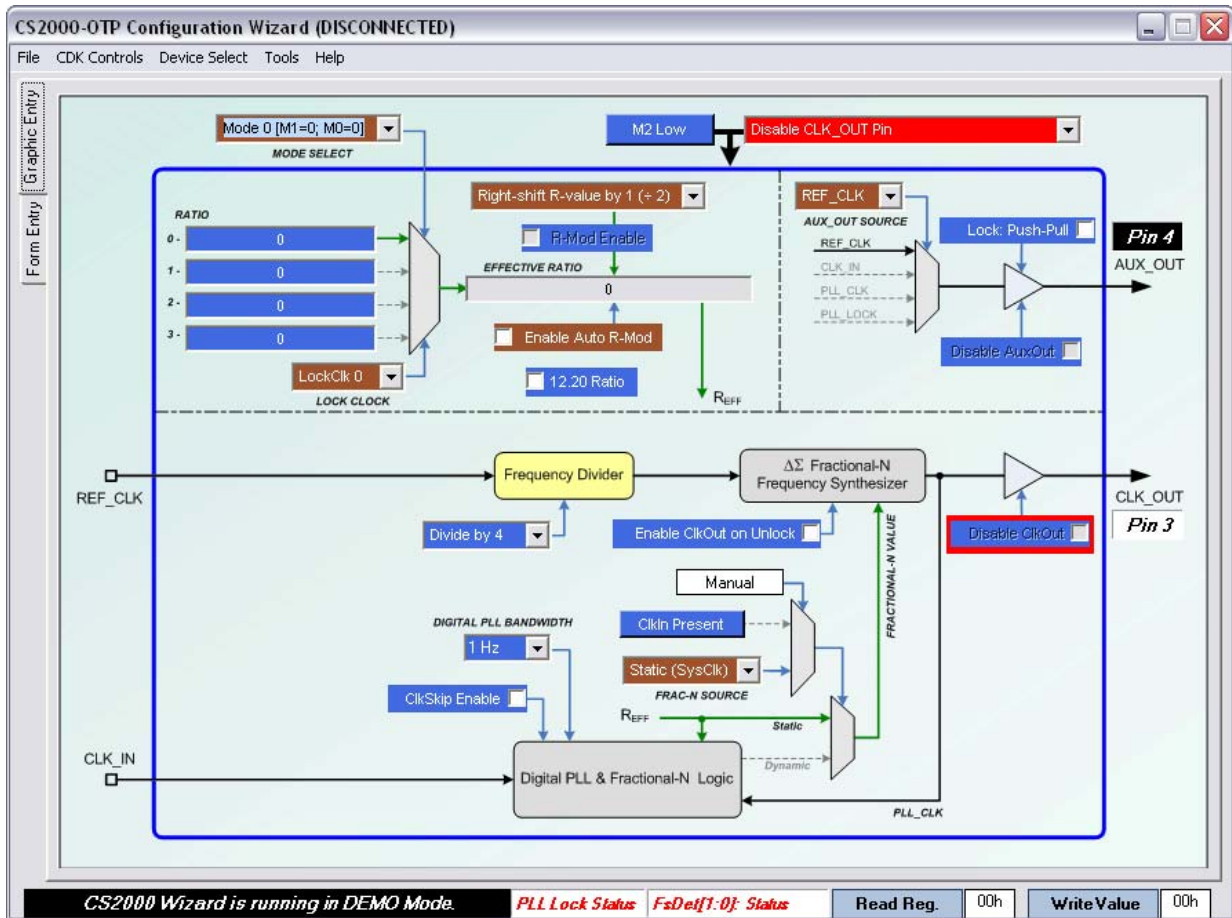 CS2000-OTP Configuration Wizard (DISCONNECTED)
File CDK Controls Device Select Tools Help
Graphic Entry
Form Entry
Mode 0 [M1=0; M0=0]
MODE SELECT
M2 Low
Disable CLK_OUT Pin
RATIO
0 - 0
1 - 0
2 - 0
3 - 0
LockClk 0
LOCK CLOCK
Right-shift R-value by 1 (÷ 2)
R-Mod Enable
EFFECTIVE RATIO
0
Enable Auto R-Mod
12.20 Ratio
REFF
REF_CLK
AUX_OUT SOURCE
REF_CLK
CLK_IN
PLL_CLK
PLL_LOCK
Lock: Push-Pull
Disable AuxOut
Pin 4
AUX_OUT
REF_CLK
Frequency Divider
Divide by 4
ΔΣ Fractional-N
Frequency Synthesizer
Enable ClkOut on Unlock
Disable ClkOut
CLK_OUT
Pin 3
FRACTIONAL-N VALUE
Manual
ClkIn Present
Static (SysClk)
FRAC-N SOURCE
DIGITAL PLL BANDWIDTH
1 Hz
ClkSkip Enable
REFF
Static
Dynamic
CLK_IN
Digital PLL & Fractional-N Logic
PLL_CLK
CS2000 Wizard is running in DEMO Mode. PLL Lock Status FsDet[1:0]: Status Read Reg. 00h Write Value 00h